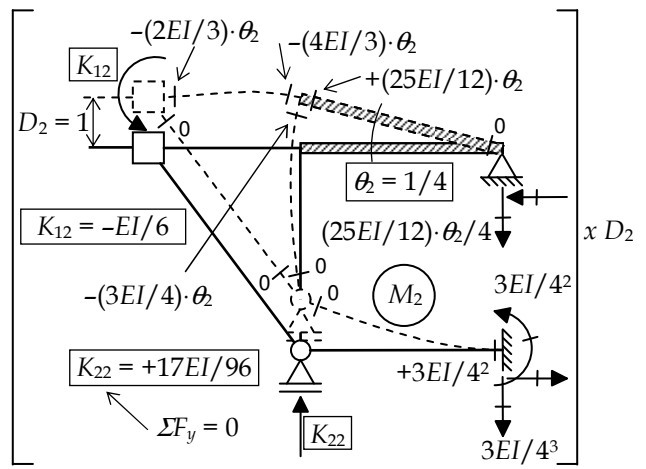 –(2EI/3)·θ₂
–(4EI/3)·θ₂
K₁₂
+(25EI/12)·θ₂
D₂ = 1
0
0
θ₂ = 1/4
K₁₂ = –EI/6
(25EI/12)·θ₂/4
x D₂
–(3EI/4)·θ₂
0
0
0
M₂
3EI/4²
K₂₂ = +17EI/96
+3EI/4²
ΣFy = 0
K₂₂
3EI/4³